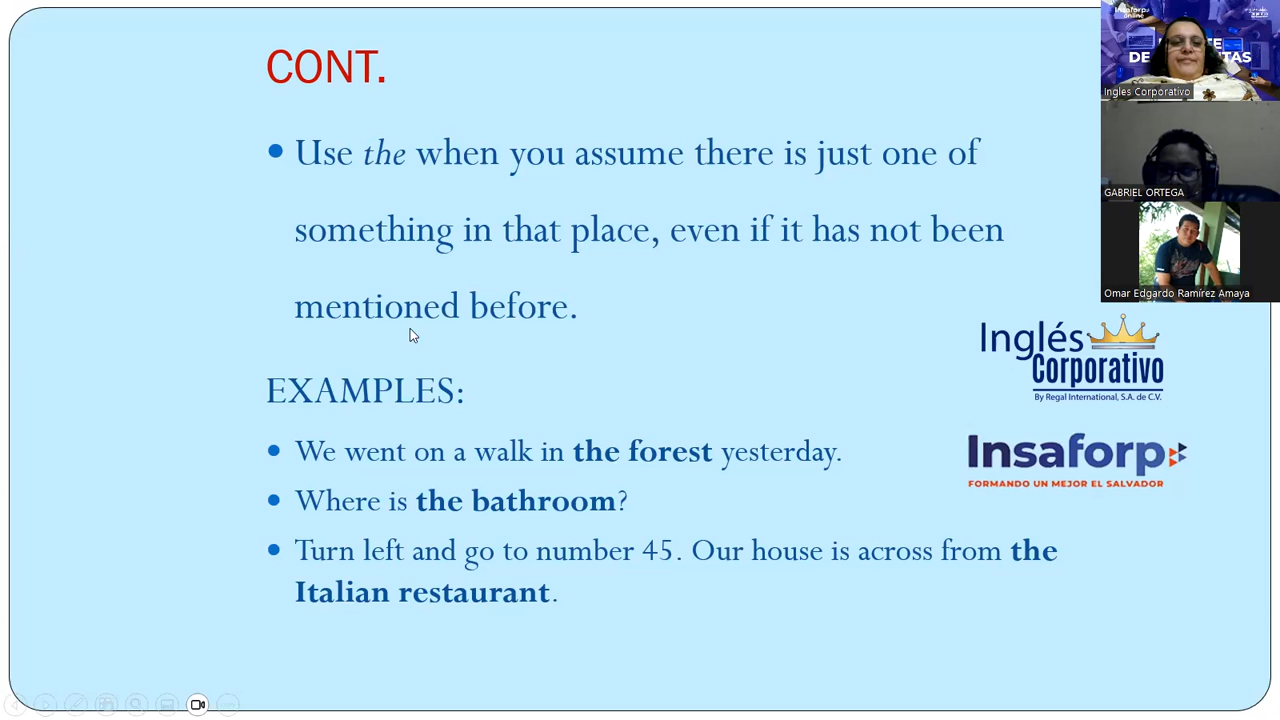 CONT.
• Use the when you assume there is just one of
something in that place, even if it has not been
mentioned before.
EXAMPLES:
• We went on a walk in the forest yesterday.
• Where is the bathroom?
• Turn left and go to number 45. Our house is across from the
Italian restaurant.
Insaforp
online
Ingles Corporativo
GABRIEL ORTEGA
Omar Edgardo Ramírez Amaya
Inglés
Corporativo
By Regal International, S.A. de C.V.
Insaforp
FORMANDO UN MEJOR EL SALVADOR